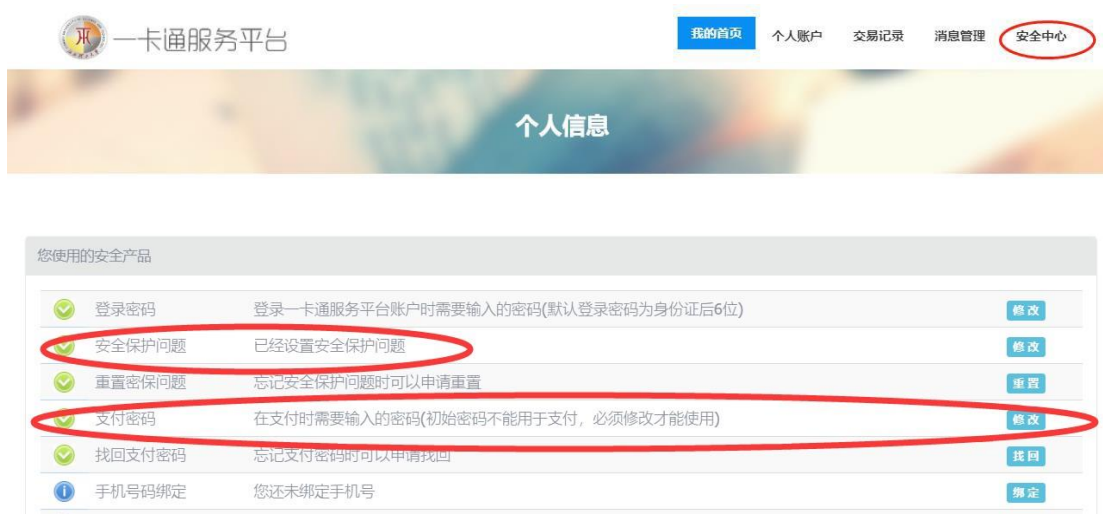 一卡通服务平台
我的首页 个人账户 交易记录 消息管理 安全中心
个人信息
您使用的安全产品
登录密码 登录一卡通服务平台账户时需要输入的密码(默认登录密码为身份证后6位) 修改
安全保护问题 已经设置安全保护问题 修改
重置密保问题 忘记安全保护问题时可以申请重置 重置
支付密码 在支付时需要输入的密码(初始密码不能用于支付，必须修改才能使用) 修改
找回支付密码 忘记支付密码时可以申请找回 找回
手机号码绑定 您还未绑定手机号 绑定